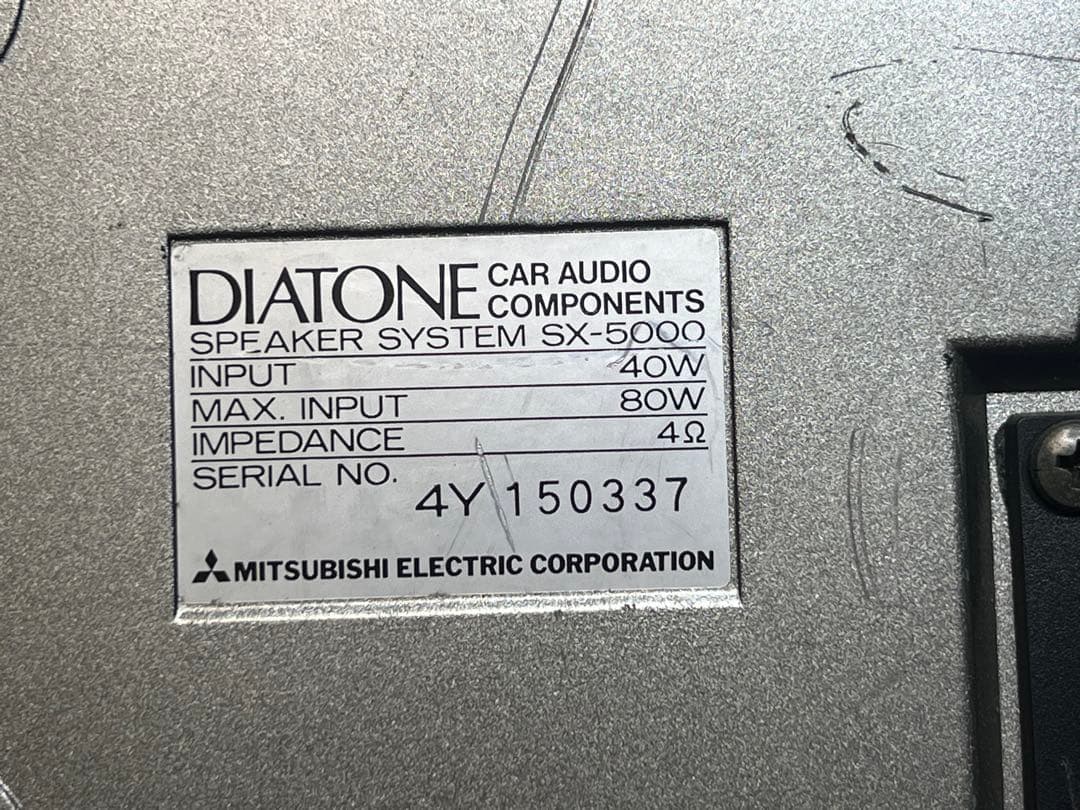 DIATONE CAR AUDIO COMPONENTS
SPEAKER SYSTEM SX-5000
INPUT 40W
MAX. INPUT 80W
IMPEDANCE 4Ω
SERIAL NO.
4Y 150337
MITSUBISHI ELECTRIC CORPORATION